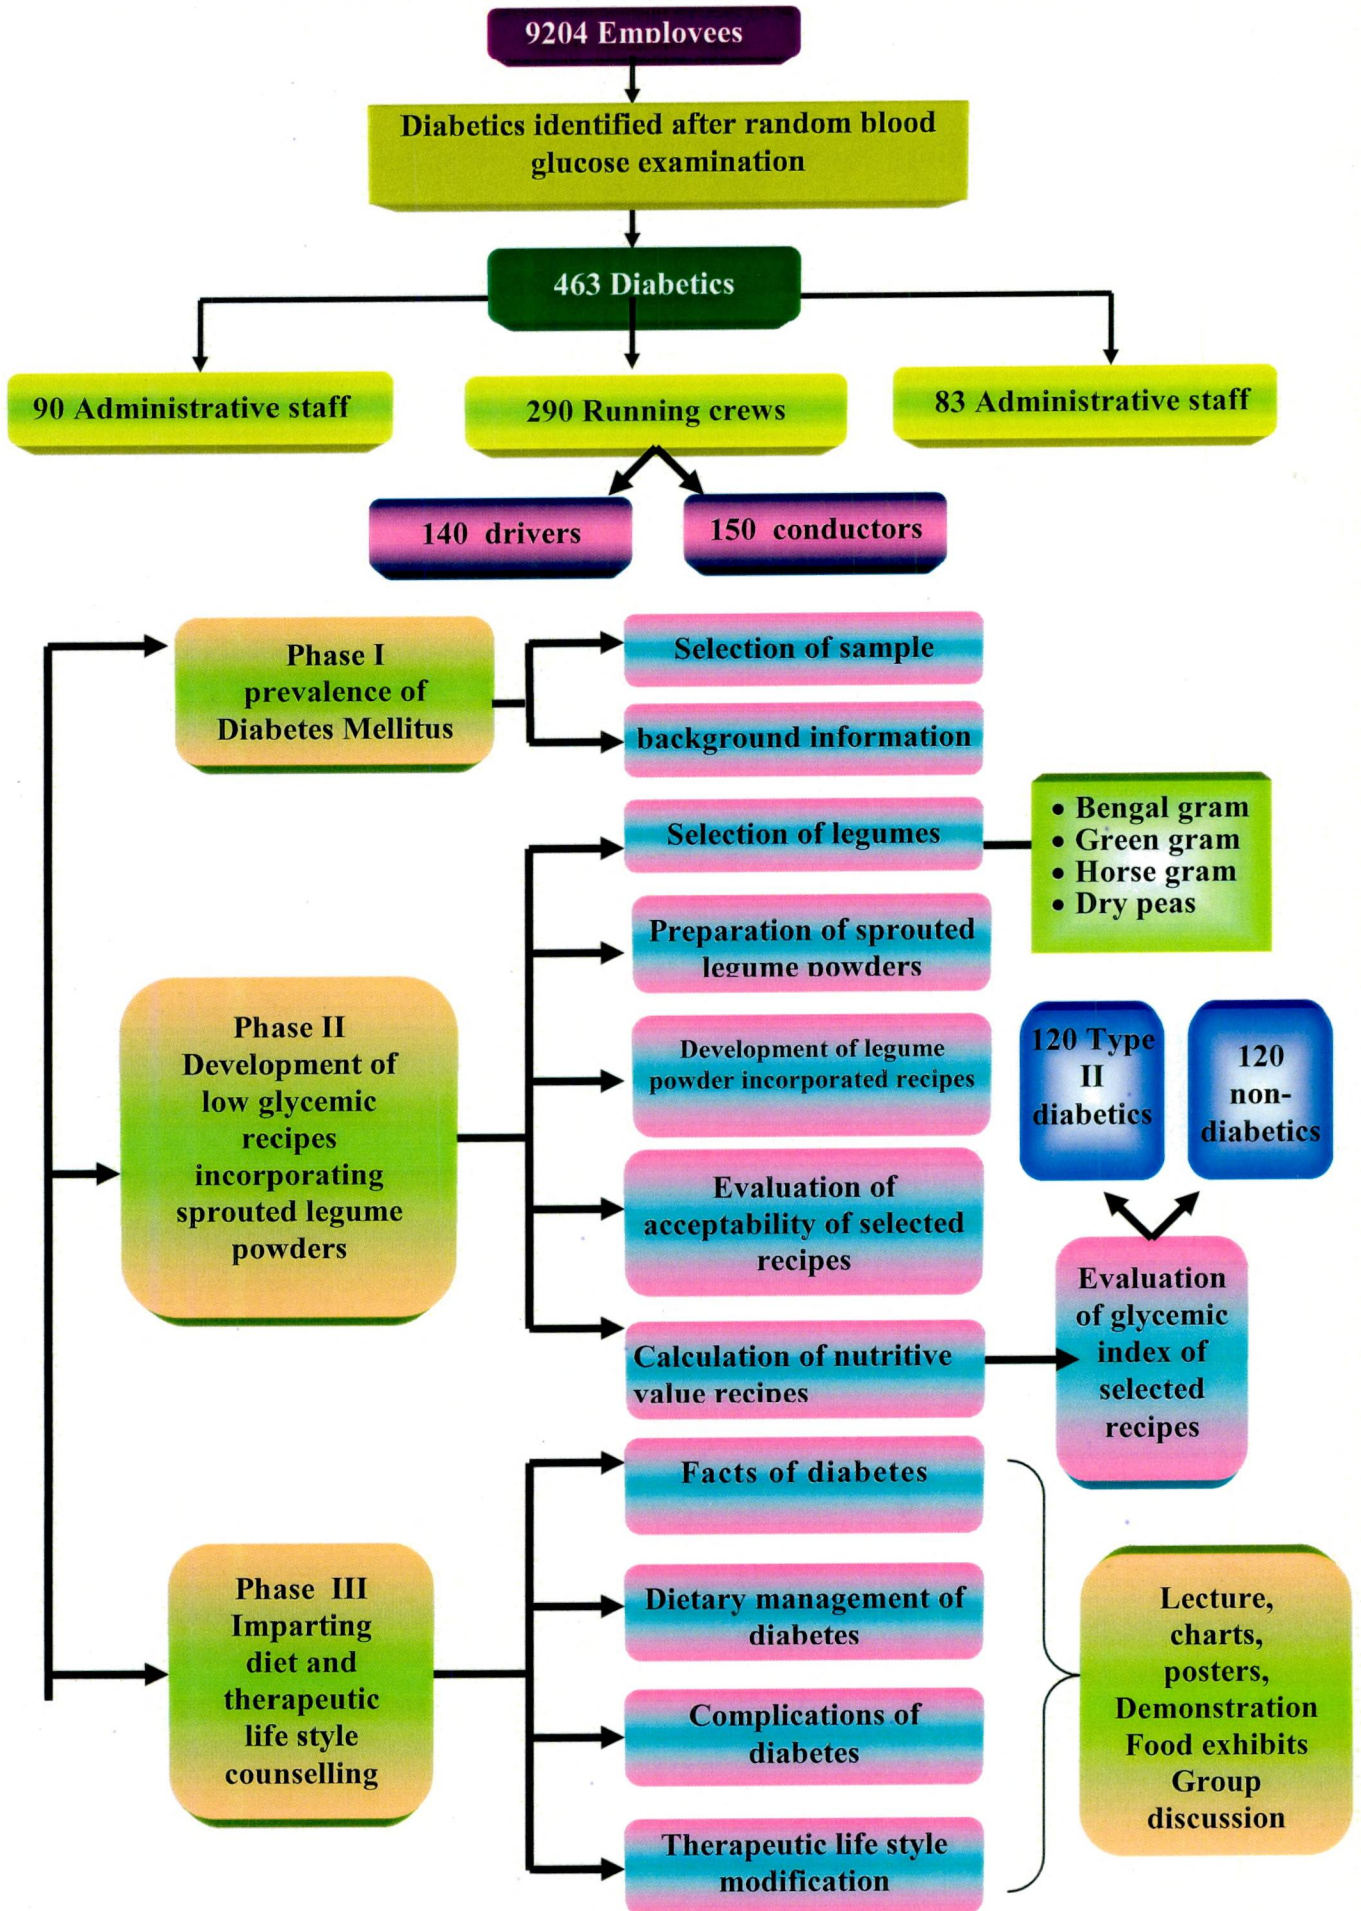 9204 Employees
Diabetics identified after random blood
glucose examination
463 Diabetics
90 Administrative staff
290 Running crews
83 Administrative staff
140 drivers
150 conductors
Phase I
prevalence of
Diabetes Mellitus
Selection of sample
background information
Selection of legumes
• Bengal gram
• Green gram
• Horse gram
• Dry peas
Preparation of sprouted
legume powders
Phase II
Development of
low glycemic
recipes
incorporating
sprouted legume
powders
Development of legume
powder incorporated recipes
120 Type
II
diabetics
120
non-
diabetics
Evaluation of
acceptability of selected
recipes
Calculation of nutritive
value recipes
Evaluation
of glycemic
index of
selected
recipes
Phase III
Imparting
diet and
therapeutic
life style
counselling
Facts of diabetes
Dietary management of
diabetes
Complications of
diabetes
Therapeutic life style
modification
Lecture,
charts,
posters,
Demonstration
Food exhibits
Group
discussion